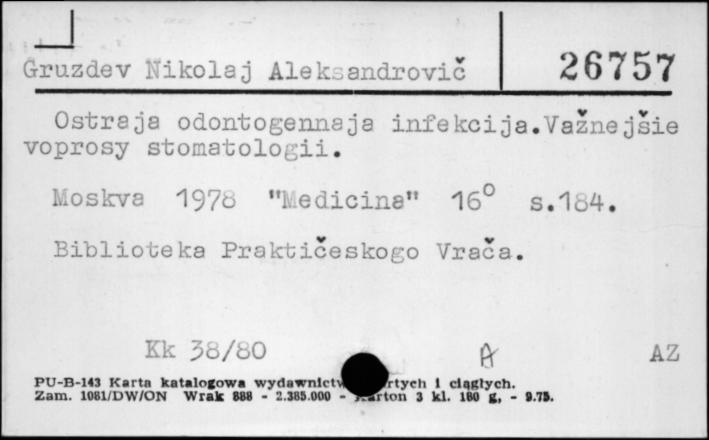 Gruzdev Nikolaj Aleksandrovič 26757
Ostraja odontogennaja infekcija.Važnejšie
voprosy stomatologii.
Moskva 1978 "Medicina" 16° s.184.
Biblioteka Praktičeskogo Vrača.
Kk 38/80 A AZ
PU-B-143 Karta katalogowa wydawnictw rtych i ciągłych.
Zam. 1081/DW/ON Wrak 888 - 2.385.000 - Karton 3 kl. 180 g, - 9.75.